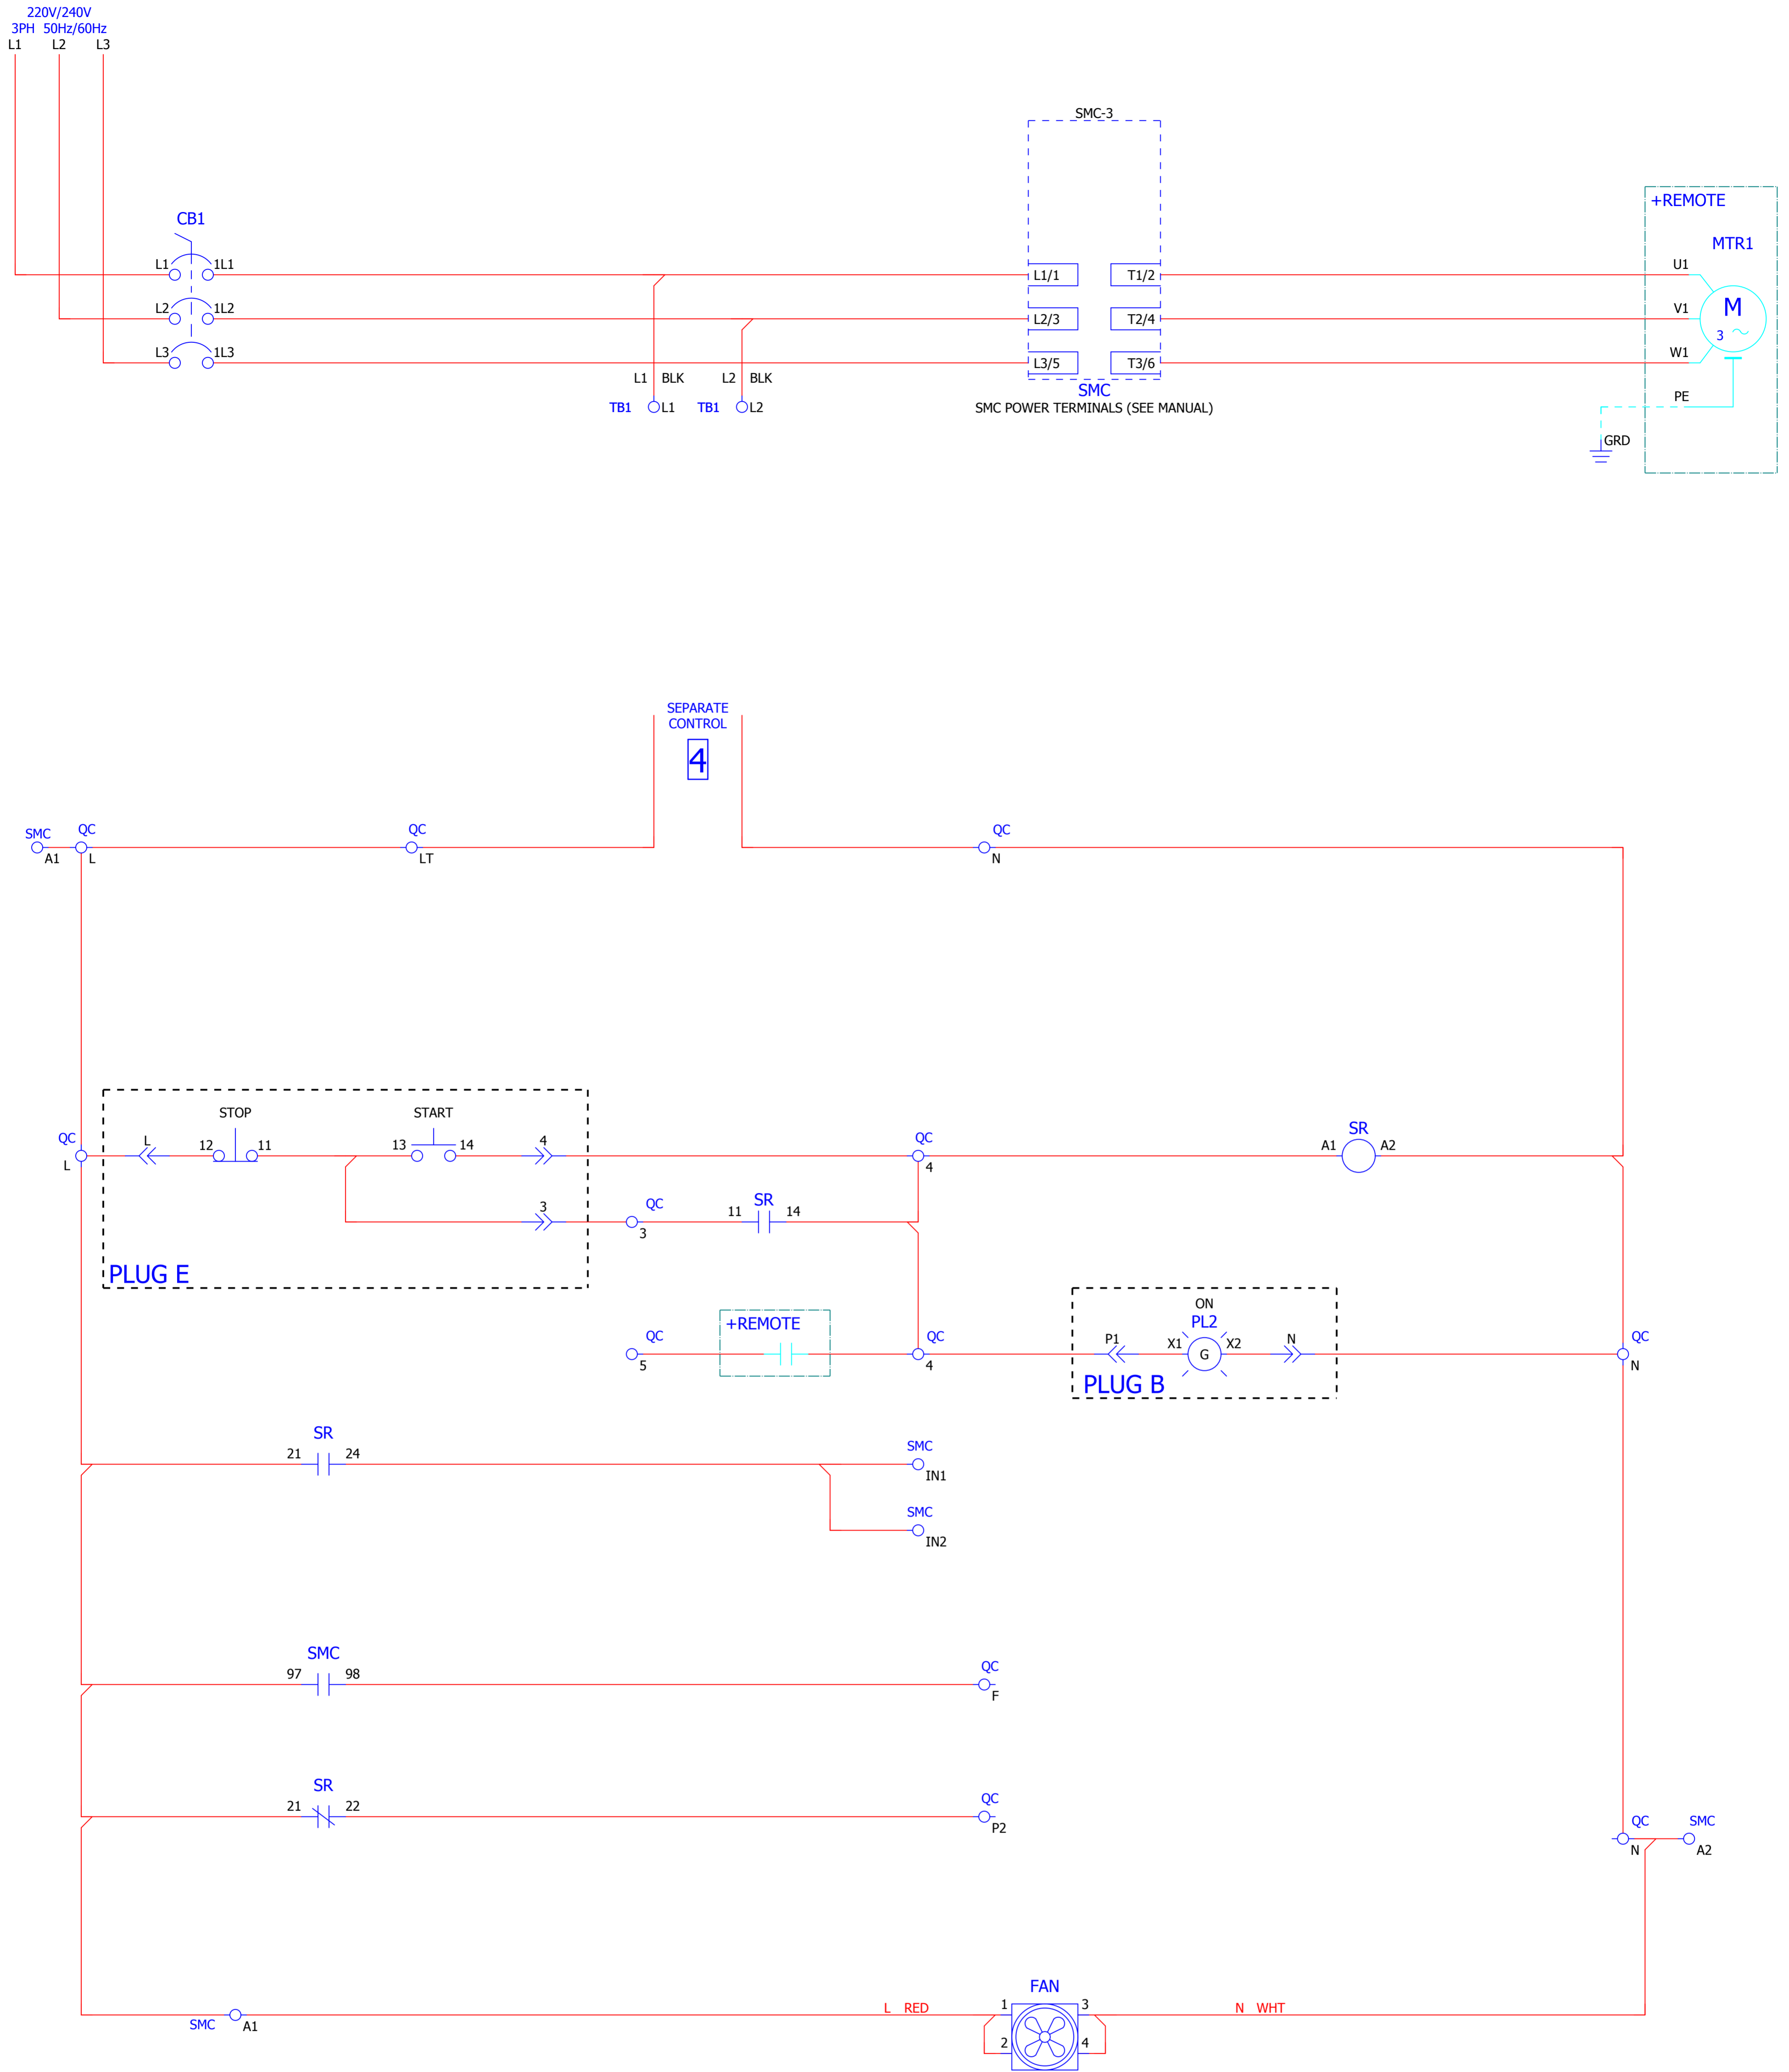 220V/240V
3PH 50Hz/60Hz
L1 L2 L3
SMC-3
+REMOTE
MTR1
CB1
L1 1L1
L1/1 T1/2
U1
L2 1L2
L2/3 T2/4
V1
M
3
L3 1L3
L3/5 T3/6
W1
L1 BLK L2 BLK
TB1 L1 TB1 L2
SMC
SMC POWER TERMINALS (SEE MANUAL)
PE
GRD
SEPARATE
CONTROL
4
SMC QC QC QC
A1 L LT N
STOP START
QC L 12 11 13 14 4 QC SR
A1 A2
L 4
3 QC SR
11 14
3
PLUG E
ON
+REMOTE
PL2
QC QC P1 X1 G X2 N QC
5 4 N
PLUG B
SR
21 24
SMC
IN1
SMC
IN2
SMC
97 98
QC
F
SR
21 22
QC
P2
QC SMC
N A2
FAN
L RED 1 3 N WHT
SMC A1
2 4